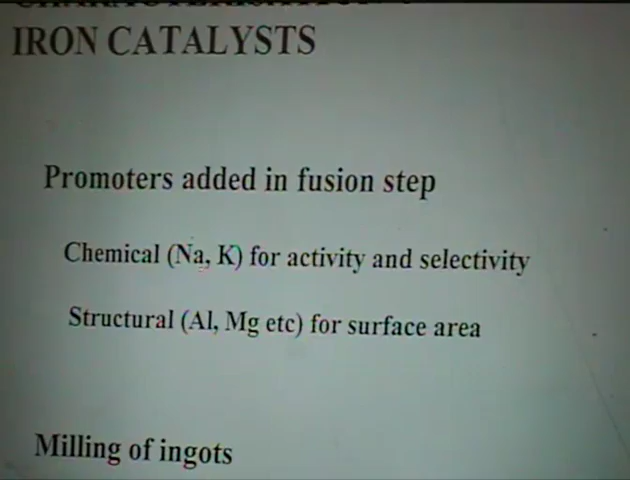 IRON CATALYSTS
Promoters added in fusion step
Chemical (Na, K) for activity and selectivity
Structural (Al, Mg etc) for surface area
Milling of ingots